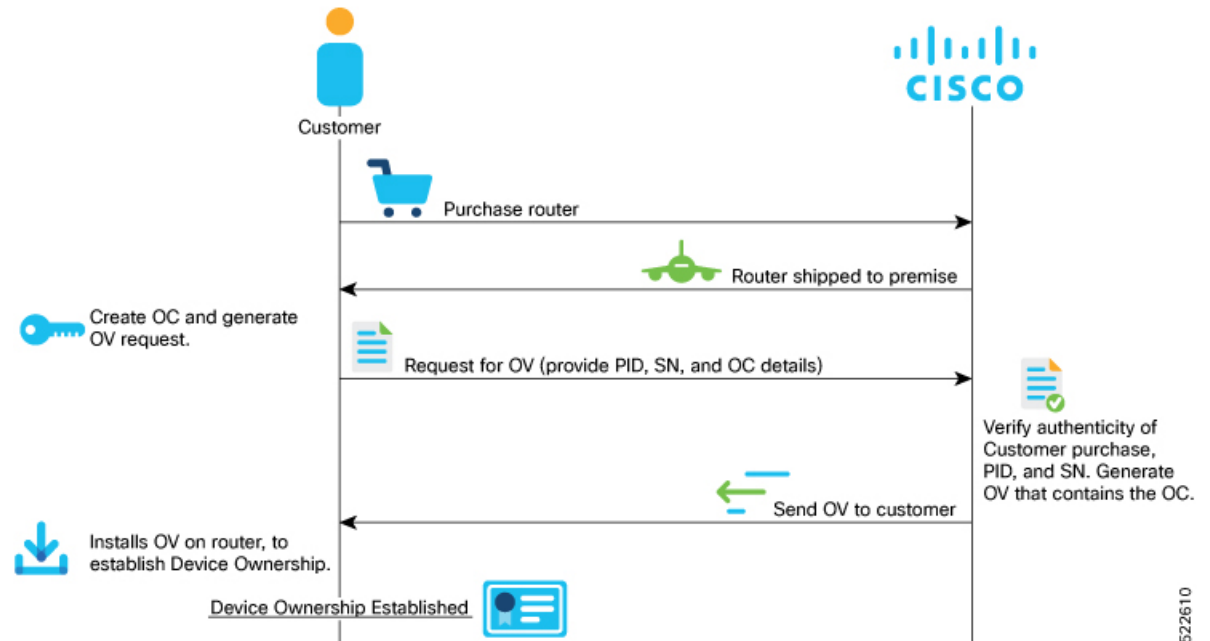 CISCO
Customer
Purchase router
Router shipped to premise
Create OC and generate
OV request.
Request for OV (provide PID, SN, and OC details)
Verify authenticity of
Customer purchase,
PID, and SN. Generate
OV that contains the OC.
Send OV to customer
Installs OV on router, to
establish Device Ownership.
Device Ownership Established
522610